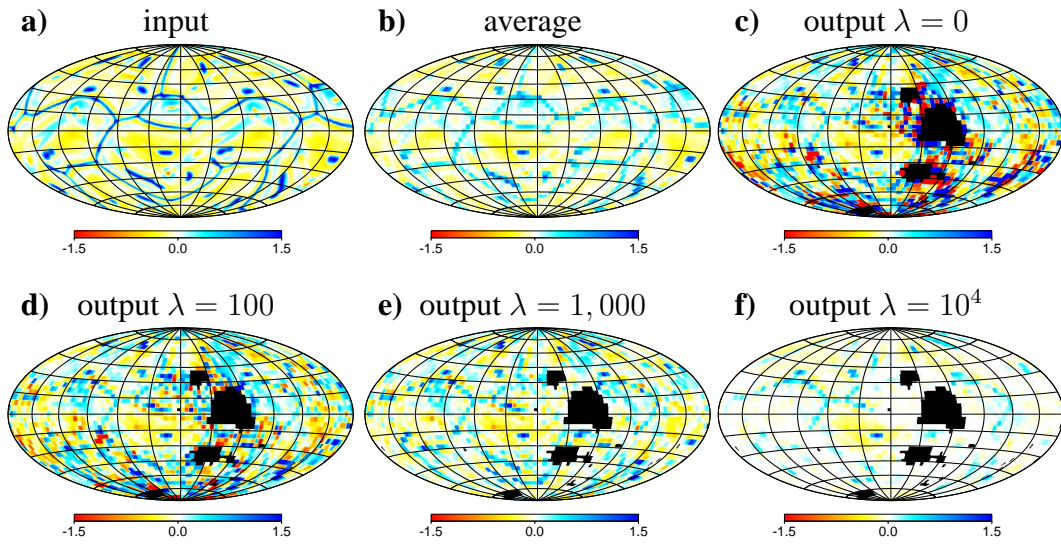 a) input
b) average
c) output λ = 0
-1.5 0.0 1.5
-1.5 0.0 1.5
-1.5 0.0 1.5
d) output λ = 100
e) output λ = 1,000
f) output λ = 10⁴
-1.5 0.0 1.5
-1.5 0.0 1.5
-1.5 0.0 1.5